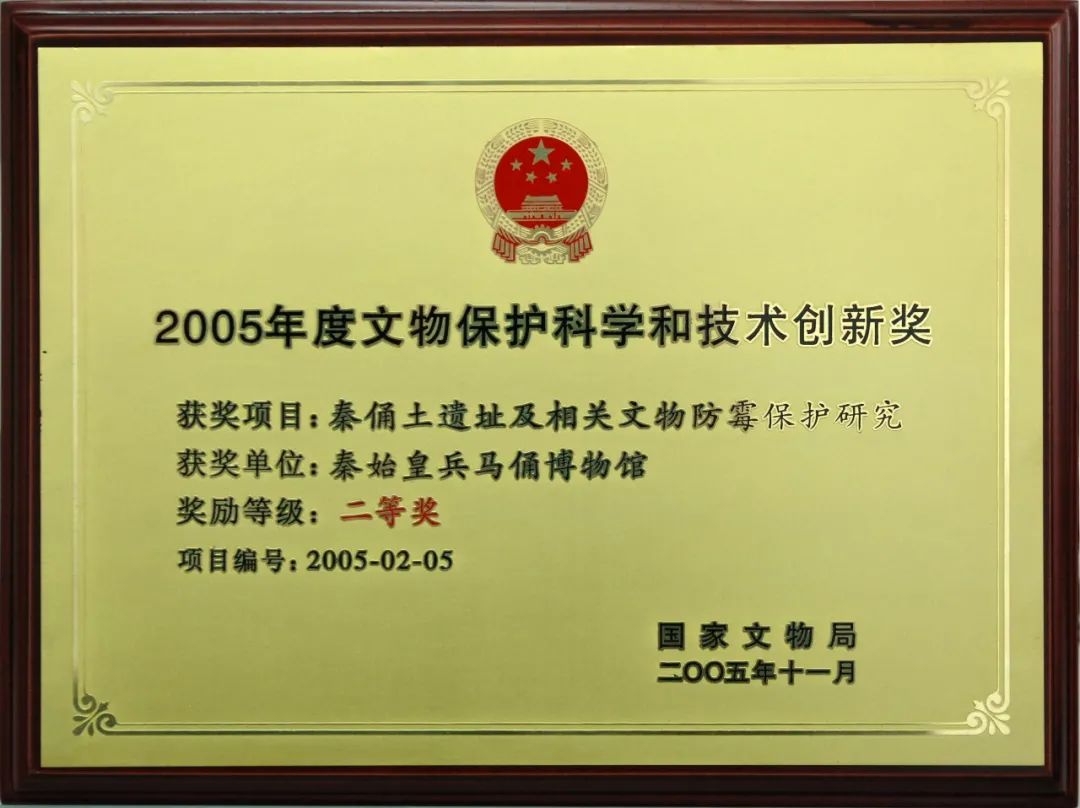 2005年度文物保护科学和技术创新奖
获奖项目：秦俑土遗址及相关文物防霉保护研究
获奖单位：秦始皇兵马俑博物馆
奖励等级：二等奖
项目编号：2005-02-05
国家文物局
二〇〇五年十一月